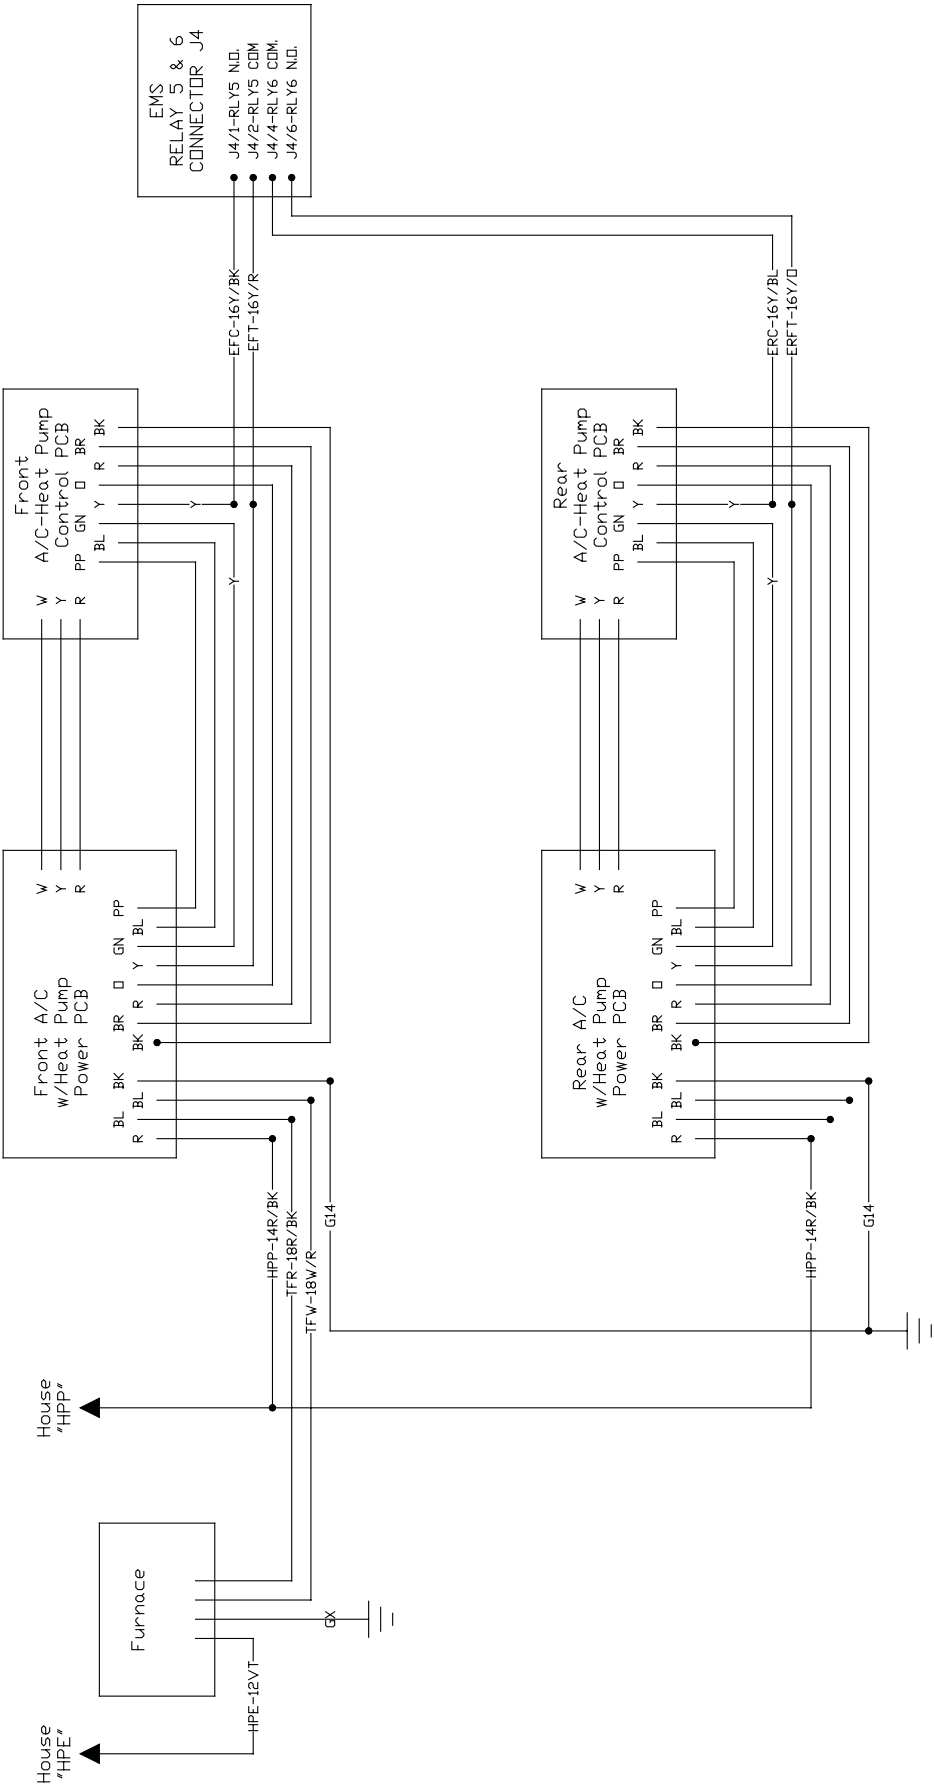 EMS
RELAY 5 & 6
CONNECTOR J4
J4/1-RLY5 N.O.
J4/2-RLY5 COM
J4/4-RLY6 COM.
J4/6-RLY6 N.O.
EFC-16Y/BK
EFT-16Y/R
ERC-16Y/BL
ERFT-16Y/O
Front
A/C-Heat Pump
Control PCB
BK
BR
R
O
Y
GN
BL
PP
W
Y
R
Y
Y
Rear
A/C-Heat Pump
Control PCB
BK
BR
R
O
Y
GN
BL
PP
W
Y
R
Y
Y
Front A/C
w/Heat Pump
Power PCB
W
Y
R
PP
BL
GN
Y
O
R
BR
BK
BK
BL
BL
R
Rear A/C
w/Heat Pump
Power PCB
W
Y
R
PP
BL
GN
Y
O
R
BR
BK
BK
BL
BL
R
HPP-14R/BK
TFR-18R/BK
TFW-18W/R
G14
HPP-14R/BK
G14
House
"HPP"
Furnace
GX
HPE-12VT
House
"HPE"